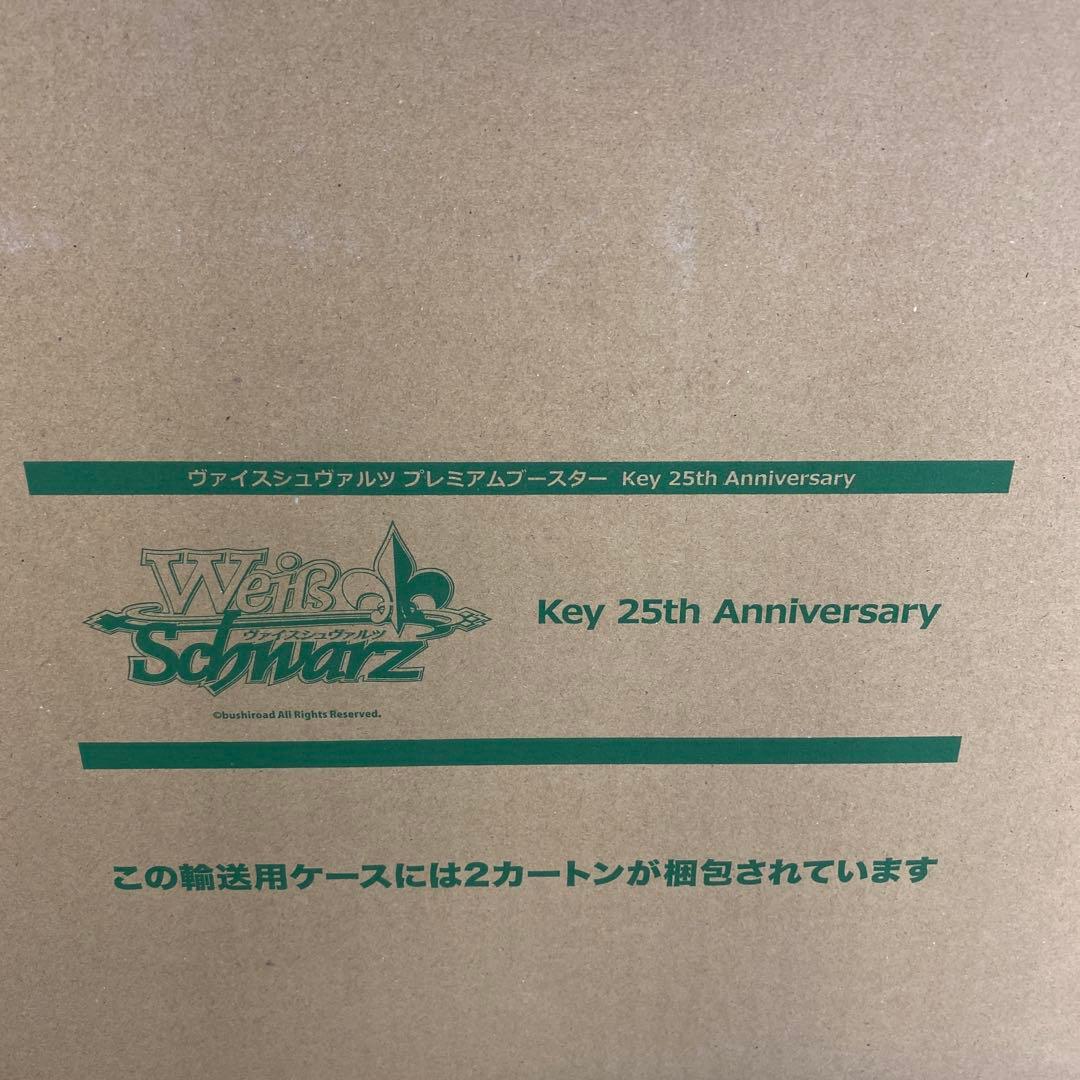 ヴァイスシュヴァルツ プレミアムブースター Key 25th Anniversary
Weiß
ヴァイスシュヴァルツ
Schwarz
Key 25th Anniversary
©bushiroad All Rights Reserved.
この輸送用ケースには2カートンが梱包されています